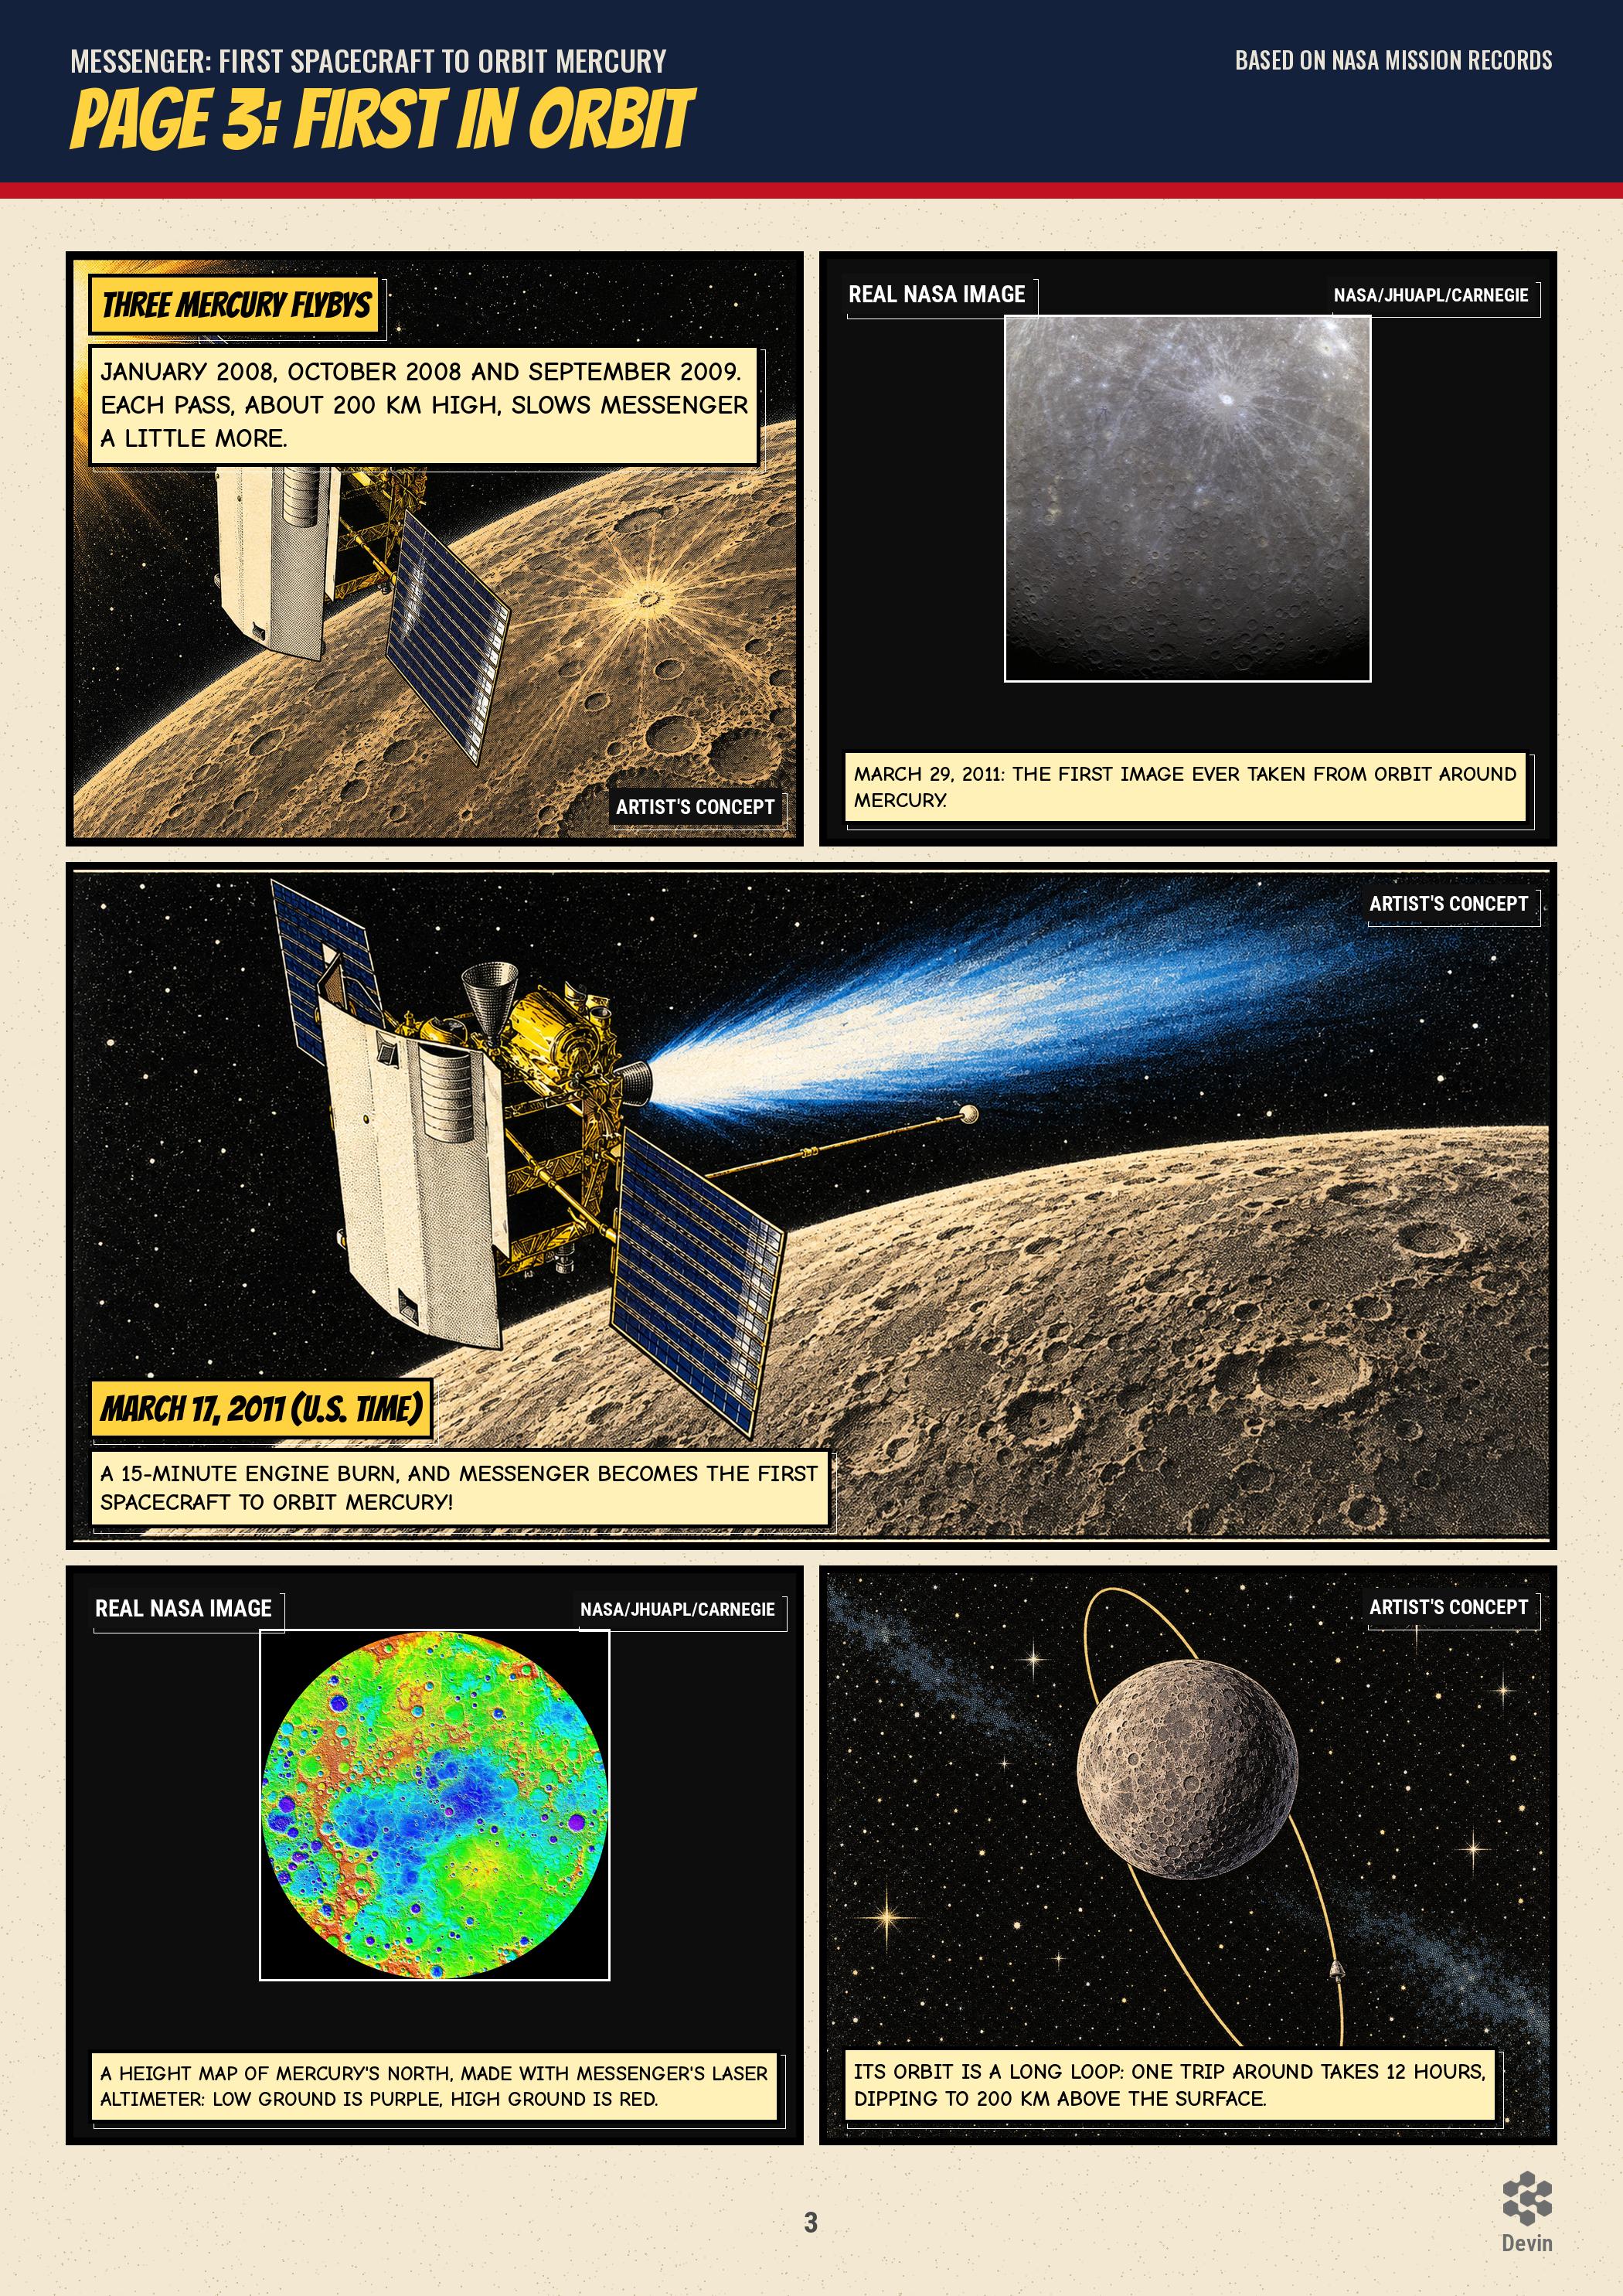 MESSENGER: FIRST SPACECRAFT TO ORBIT MERCURY
BASED ON NASA MISSION RECORDS
PAGE 3: FIRST IN ORBIT
THREE MERCURY FLYBYS
JANUARY 2008, OCTOBER 2008 AND SEPTEMBER 2009.
EACH PASS, ABOUT 200 KM HIGH, SLOWS MESSENGER
A LITTLE MORE.
ARTIST'S CONCEPT
REAL NASA IMAGE
NASA/JHUAPL/CARNEGIE
MARCH 29, 2011: THE FIRST IMAGE EVER TAKEN FROM ORBIT AROUND
MERCURY.
ARTIST'S CONCEPT
MARCH 17, 2011 (U.S. TIME)
A 15-MINUTE ENGINE BURN, AND MESSENGER BECOMES THE FIRST
SPACECRAFT TO ORBIT MERCURY!
REAL NASA IMAGE
NASA/JHUAPL/CARNEGIE
A HEIGHT MAP OF MERCURY'S NORTH, MADE WITH MESSENGER'S LASER
ALTIMETER: LOW GROUND IS PURPLE, HIGH GROUND IS RED.
ARTIST'S CONCEPT
ITS ORBIT IS A LONG LOOP: ONE TRIP AROUND TAKES 12 HOURS,
DIPPING TO 200 KM ABOVE THE SURFACE.
3
Devin